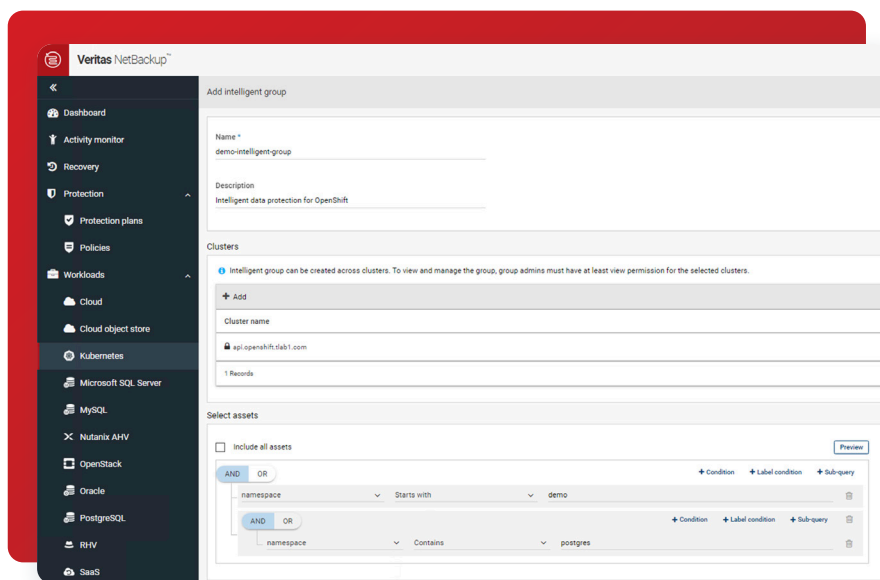 Veritas NetBackup™
Dashboard
Activity monitor
Recovery
Protection
Protection plans
Policies
Workloads
Cloud
Cloud object store
Kubernetes
Microsoft SQL Server
MySQL
Nutanix AHV
OpenStack
Oracle
PostgreSQL
RHV
SaaS
Add intelligent group
Name *
demo-intelligent-group
Description
Intelligent data protection for OpenShift
Clusters
Intelligent group can be created across clusters. To view and manage the group, group admins must have at least view permission for the selected clusters.
+ Add
Cluster name
api.openshift.tlab1.com
1 Records
Select assets
Include all assets
Preview
AND OR + Condition + Label condition + Sub-query
namespace Starts with demo
AND OR + Condition + Label condition + Sub-query
namespace Contains postgres